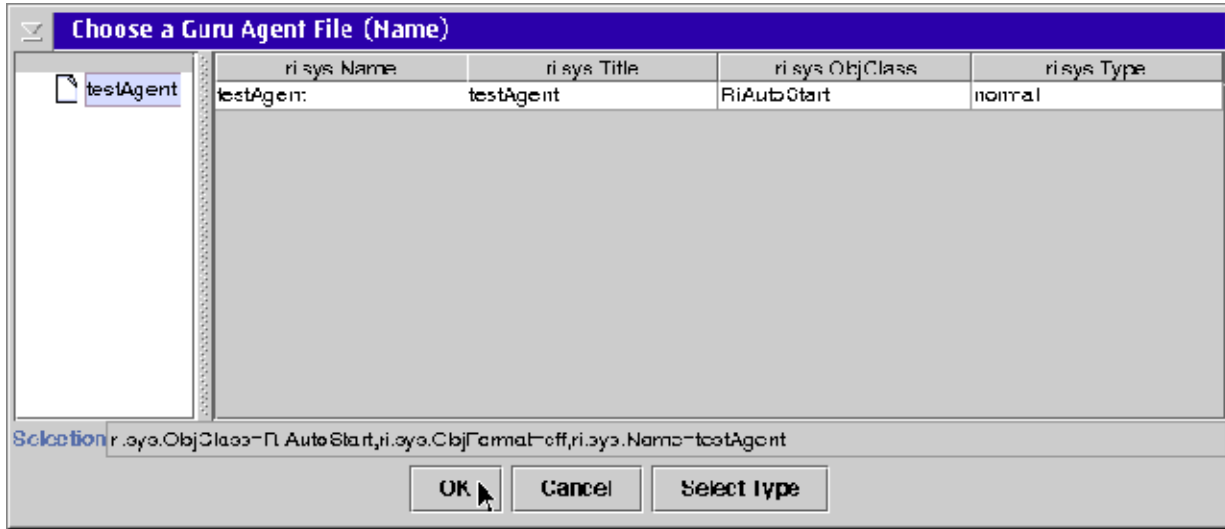 Choose a Guru Agent File (Name)
testAgent
ri.sys.Name ri.sys.Title ri.sys.ObjClass ri.sys.Type
testAgent testAgent RiAutoStart normal
Selection ri.sys.ObjClass=RiAutoStart,ri.sys.ObjFormat=off,ri.sys.Name=testAgent
OK Cancel Select Type